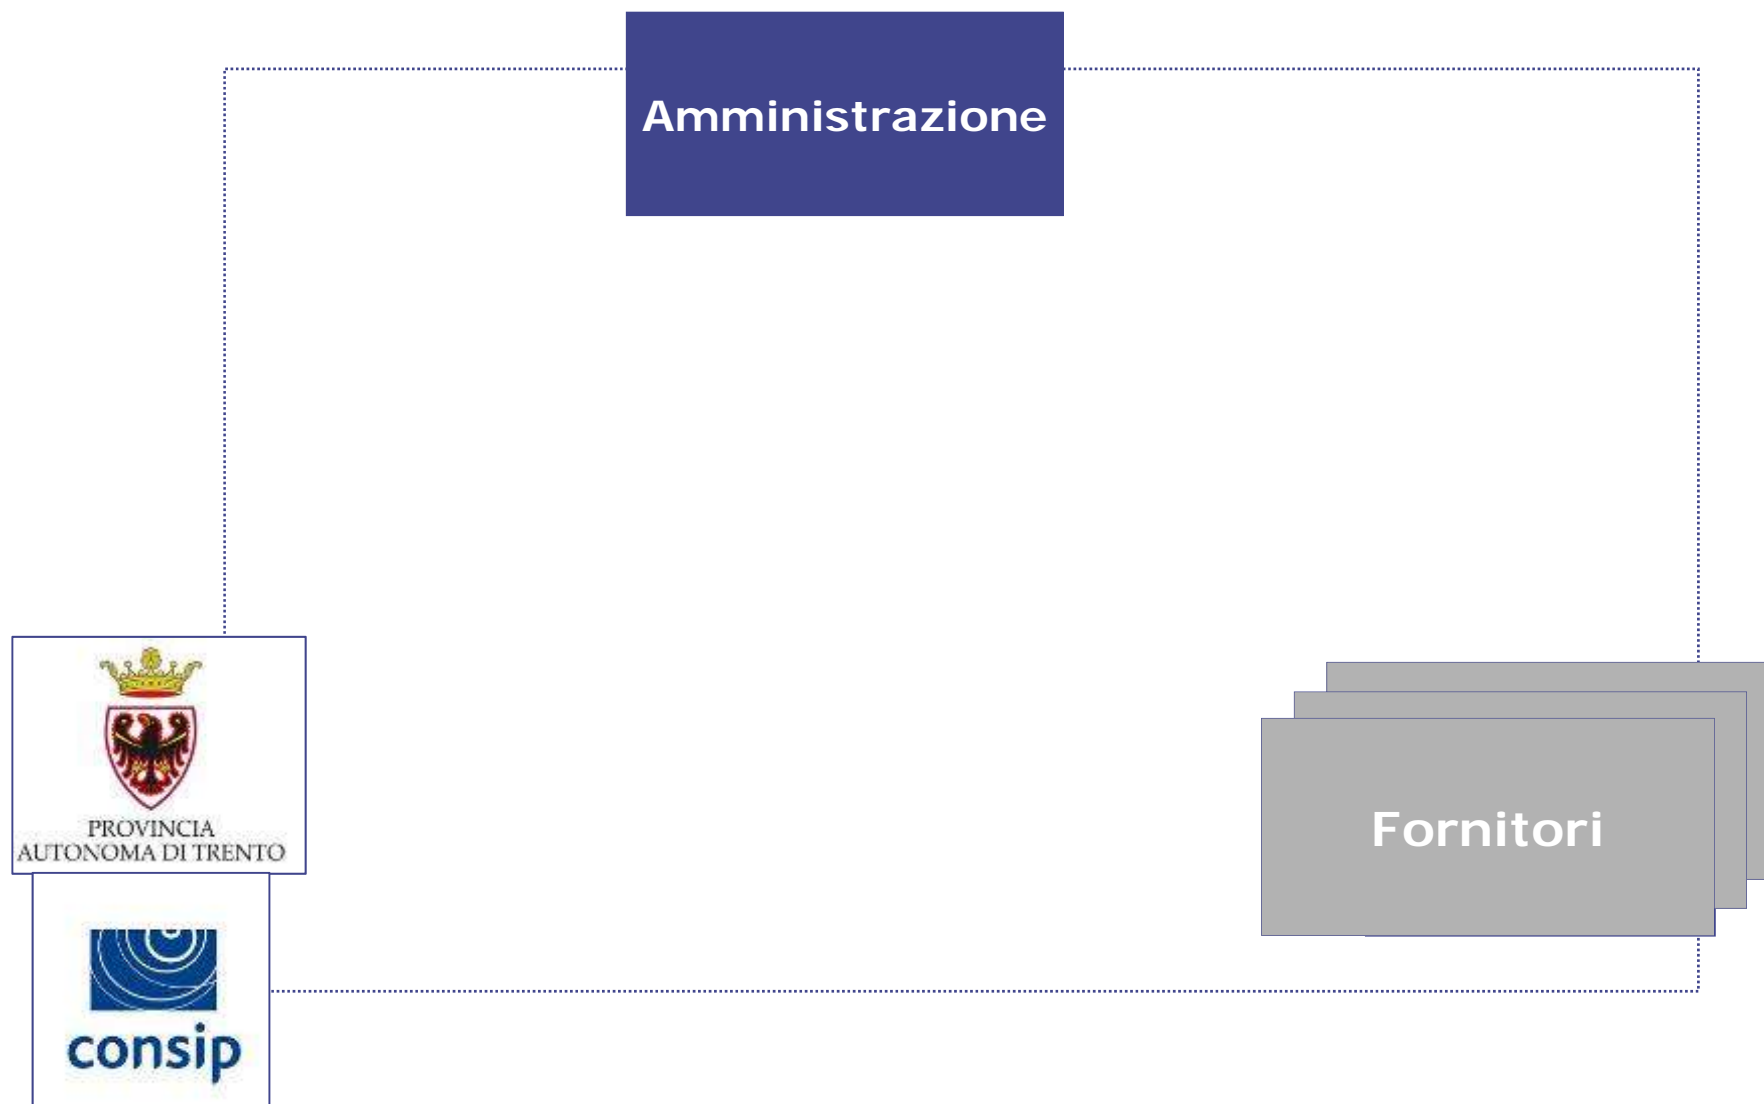 Amministrazione
PROVINCIA
AUTONOMA DI TRENTO
Fornitori
consip